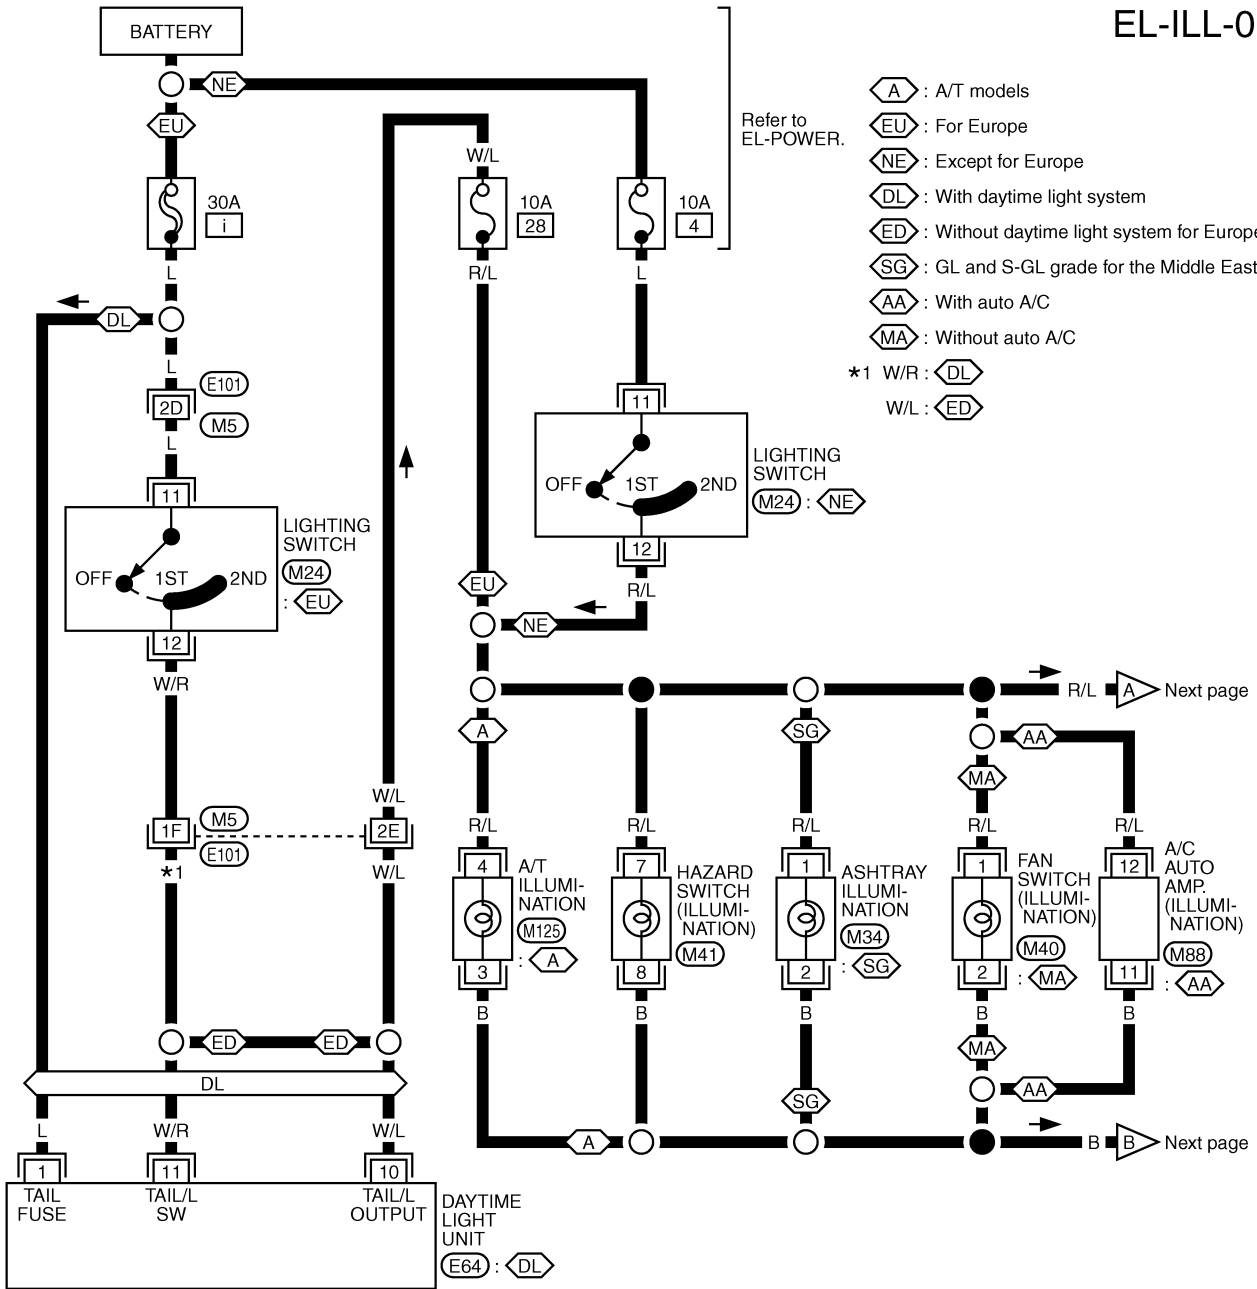 EL-ILL-0
BATTERY
NE
EU
30A
i
L
W/L
10A
28
R/L
10A
4
L
Refer to
EL-POWER.
A : A/T models
EU : For Europe
NE : Except for Europe
DL : With daytime light system
ED : Without daytime light system for Europe
SG : GL and S-GL grade for the Middle East
AA : With auto A/C
MA : Without auto A/C
*1 W/R : DL
W/L : ED
DL
L
E101
2D
M5
L
11
OFF
1ST
2ND
LIGHTING
SWITCH
M24
: EU
12
W/R
11
OFF
1ST
2ND
LIGHTING
SWITCH
M24 : NE
12
R/L
EU
NE
R/L
A
Next page
A
SG
AA
MA
W/L
1F
M5
E101
2E
*1
W/L
R/L
R/L
R/L
R/L
R/L
4
A/T
ILLUMI-
NATION
M125
: A
3
7
HAZARD
SWITCH
(ILLUMI-
NATION)
M41
8
1
ASHTRAY
ILLUMI-
NATION
M34
: SG
2
1
FAN
SWITCH
(ILLUMI-
NATION)
M40
: MA
2
12
A/C
AUTO
AMP.
(ILLUMI-
NATION)
M88
: AA
11
B
B
B
B
B
MA
AA
SG
A
B
B
Next page
ED
ED
DL
L
W/R
W/L
1
11
10
TAIL
FUSE
TAIL/L
SW
TAIL/L
OUTPUT
DAYTIME
LIGHT
UNIT
E64 : DL